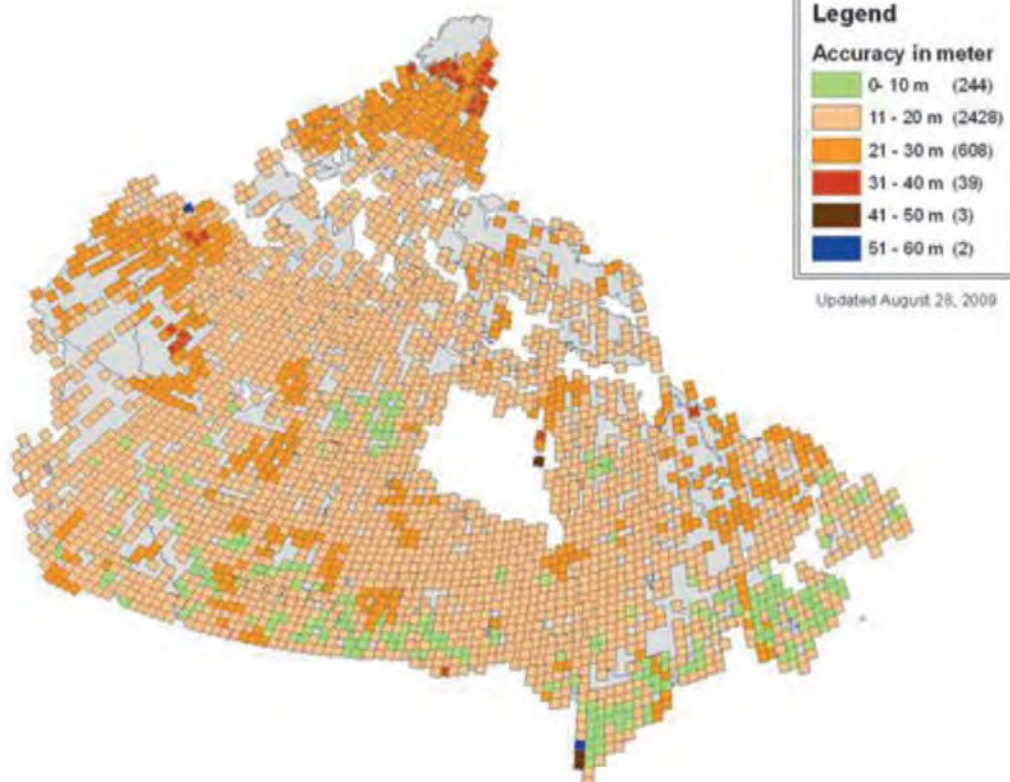 Legend
Accuracy in meter
0- 10 m (244)
11 - 20 m (2428)
21 - 30 m (608)
31 - 40 m (39)
41 - 50 m (3)
51 - 60 m (2)
Updated August 28, 2009